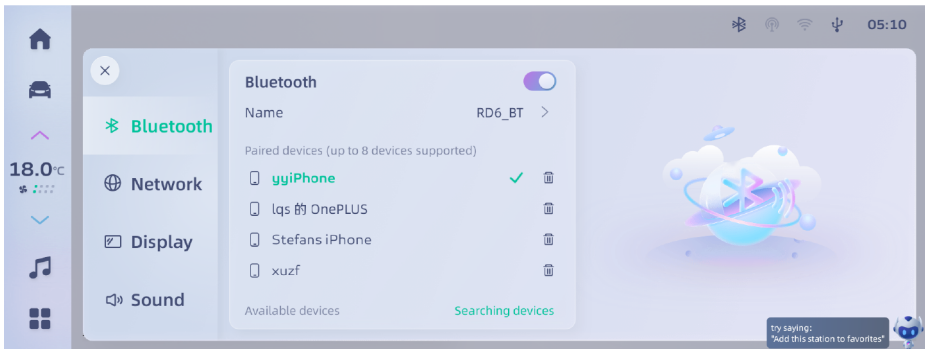 05:10
18.0°C
Bluetooth
Network
Display
Sound
Bluetooth
Name RD6_BT
Paired devices (up to 8 devices supported)
yyiPhone
lqs 的 OnePLUS
Stefans iPhone
xuzf
Available devices Searching devices
try saying:
"Add this station to favorites"